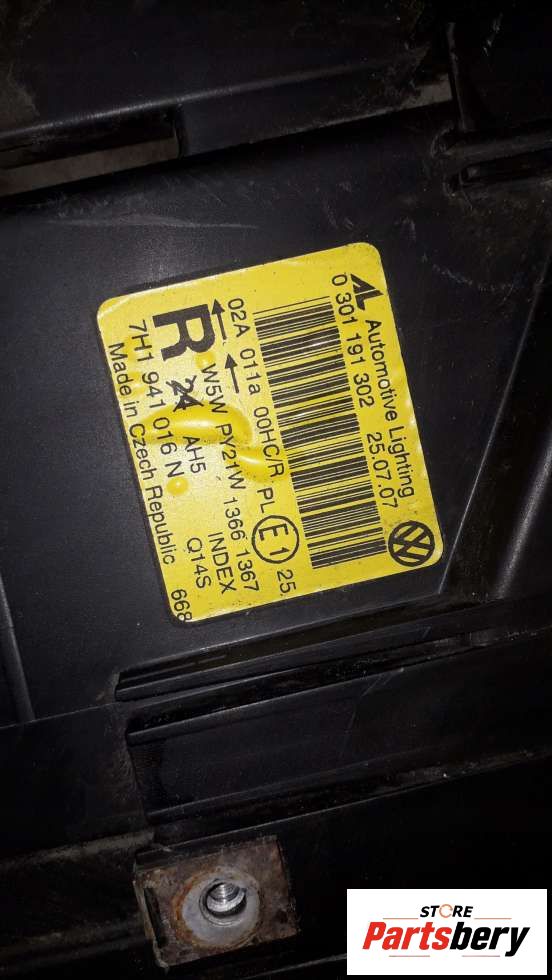 AL Automotive Lighting
0 301 191 302 25.07.07
02A 011a 00HC/R PL E1 25.
R W5W PY21W 1366 1367
24 AH5 INDEX
7H1 941 016 N Q14S
Made in Czech Republic 668
STORE
Partsbery